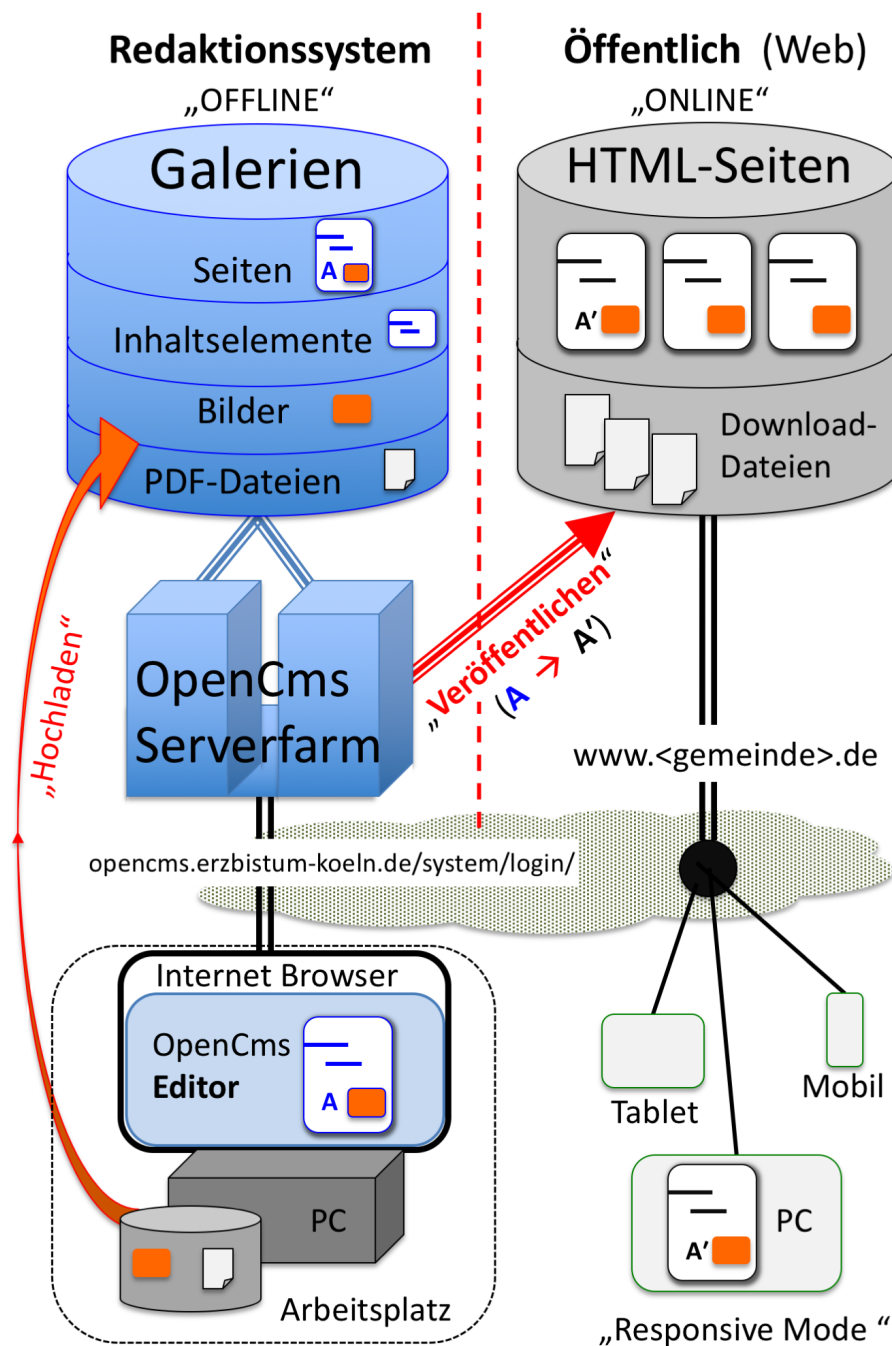 Redaktionssystem
„OFFLINE“
Galerien
Seiten
A
Inhaltselemente
Bilder
PDF-Dateien
„Hochladen“
OpenCms
Serverfarm
„Veröffentlichen“
(A → A')
Öffentlich (Web)
„ONLINE“
HTML-Seiten
A'
Download-
Dateien
www.<gemeinde>.de
opencms.erzbistum-koeln.de/system/login/
Internet Browser
OpenCms
Editor
A
PC
Arbeitsplatz
Tablet
Mobil
A'
PC
„Responsive Mode “